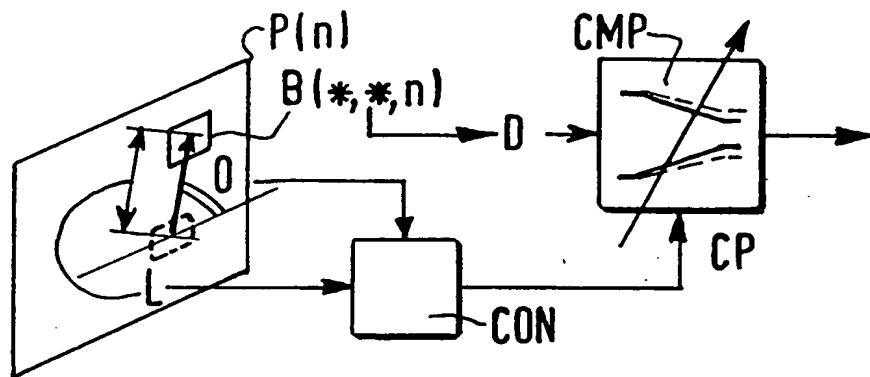 P(n)
CMP
B(*,*,n)
D
O
CP
L
CON